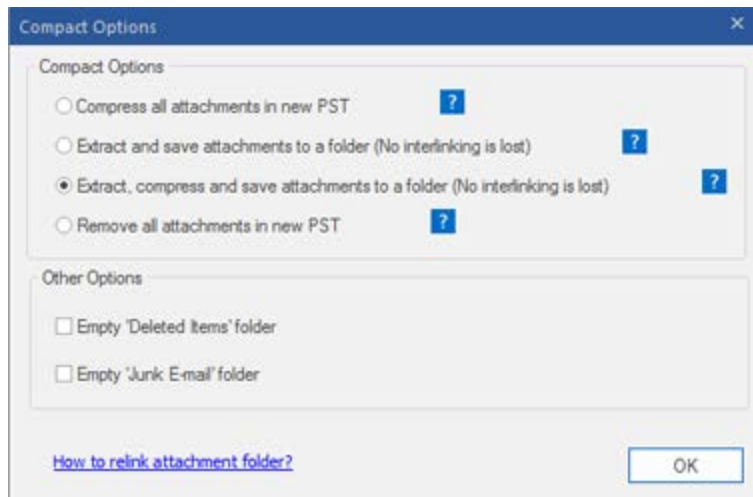 Compact Options
Compact Options
Compress all attachments in new PST ?
Extract and save attachments to a folder (No interlinking is lost) ?
Extract, compress and save attachments to a folder (No interlinking is lost) ?
Remove all attachments in new PST ?
Other Options
Empty 'Deleted Items' folder
Empty 'Junk E-mail' folder
How to relink attachment folder?
OK